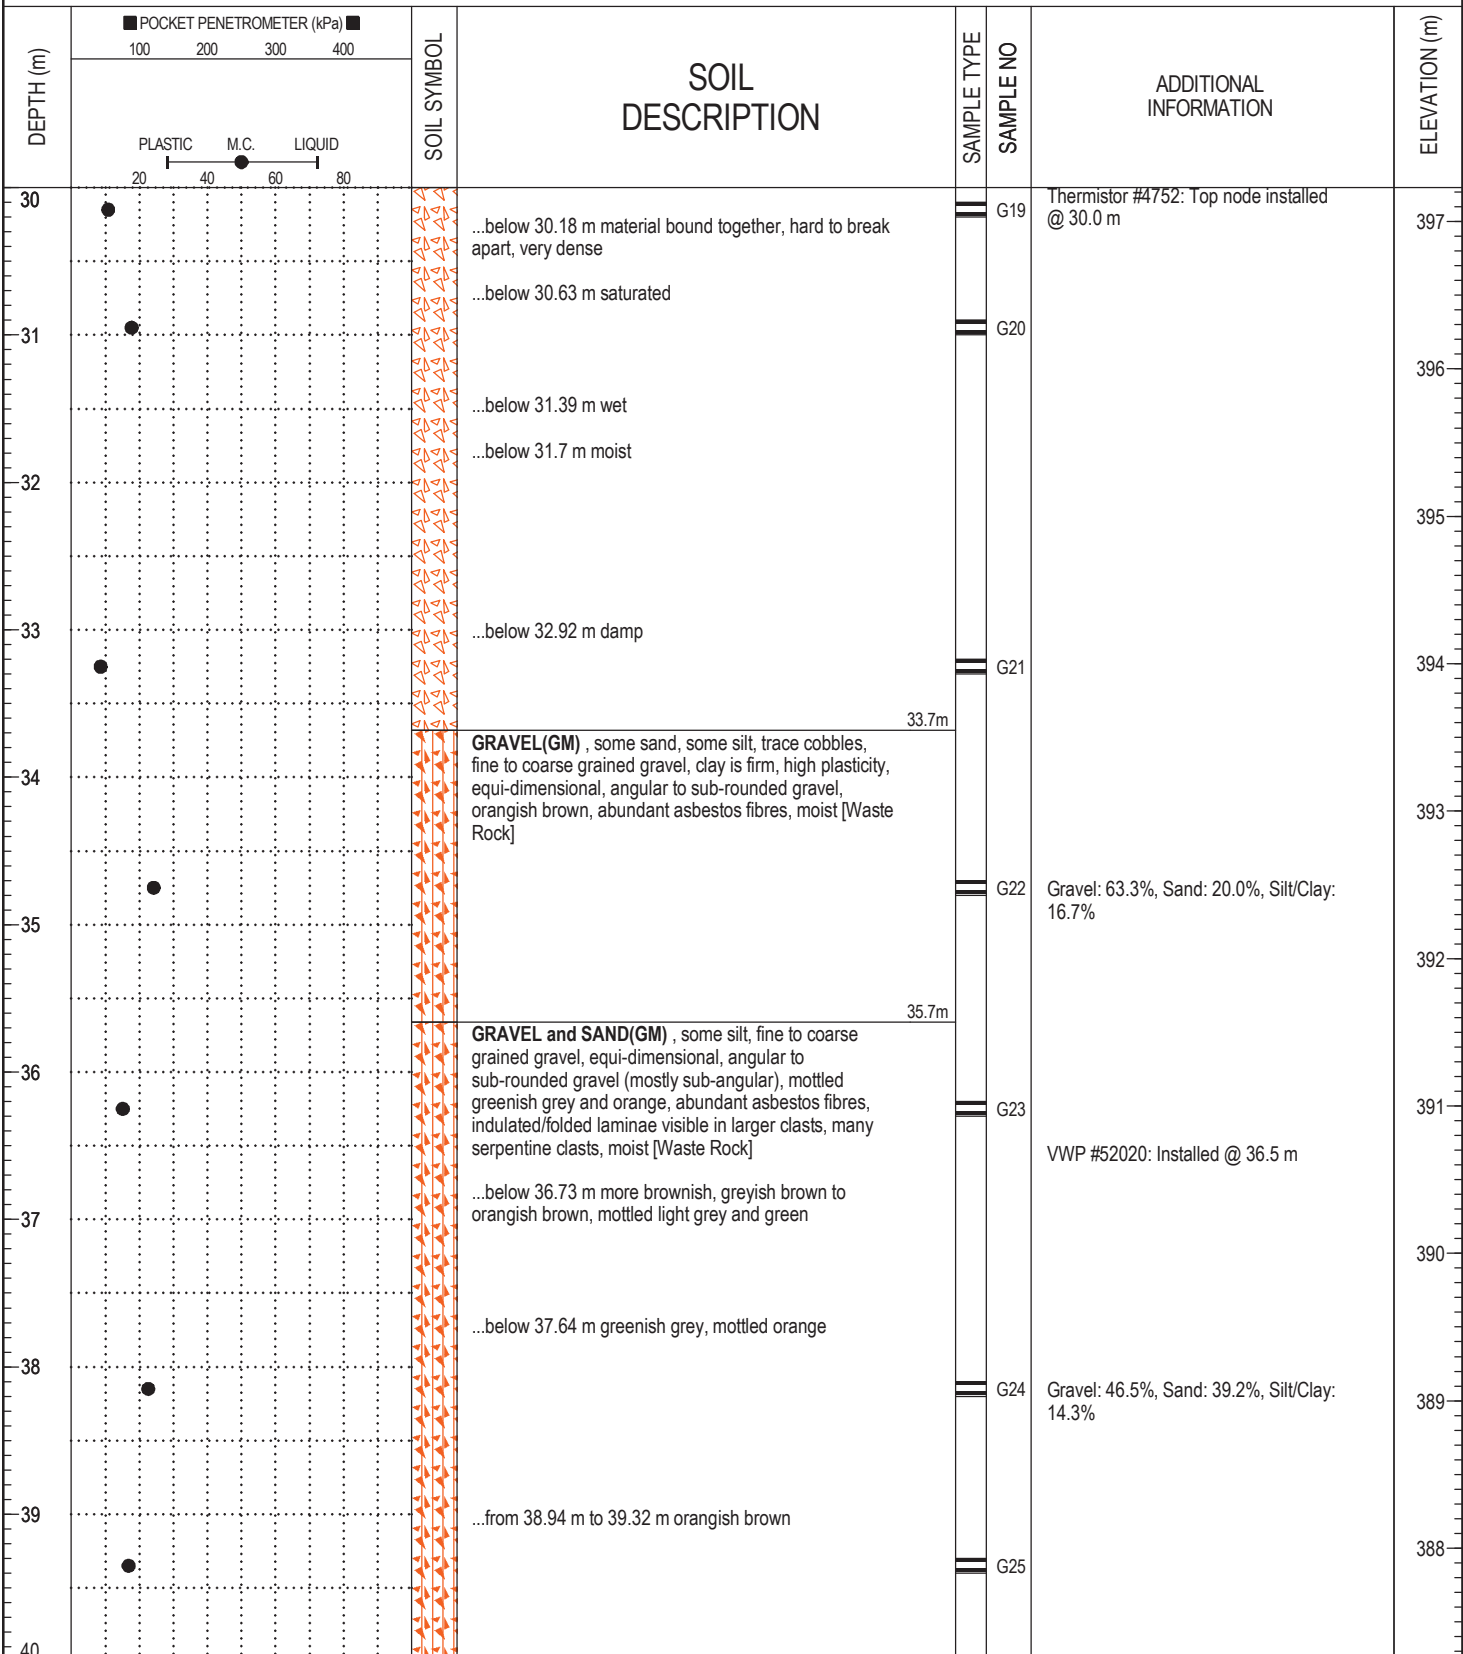 ■ POCKET PENETROMETER (kPa) ■
100 200 300 400
DEPTH (m)
PLASTIC M.C. LIQUID
20 40 60 80
SOIL SYMBOL
SOIL
DESCRIPTION
SAMPLE TYPE
SAMPLE NO
ADDITIONAL
INFORMATION
ELEVATION (m)
30
G19
Thermistor #4752: Top node installed
@ 30.0 m
397
...below 30.18 m material bound together, hard to break
apart, very dense
...below 30.63 m saturated
31
G20
396
...below 31.39 m wet
...below 31.7 m moist
32
395
33
...below 32.92 m damp
G21
394
33.7m
GRAVEL(GM) , some sand, some silt, trace cobbles,
fine to coarse grained gravel, clay is firm, high plasticity,
equi-dimensional, angular to sub-rounded gravel,
orangish brown, abundant asbestos fibres, moist [Waste
Rock]
34
393
G22
Gravel: 63.3%, Sand: 20.0%, Silt/Clay:
16.7%
35
392
35.7m
GRAVEL and SAND(GM) , some silt, fine to coarse
grained gravel, equi-dimensional, angular to
sub-rounded gravel (mostly sub-angular), mottled
greenish grey and orange, abundant asbestos fibres,
indulated/folded laminae visible in larger clasts, many
serpentine clasts, moist [Waste Rock]
36
G23
391
VWP #52020: Installed @ 36.5 m
...below 36.73 m more brownish, greyish brown to
orangish brown, mottled light grey and green
37
390
...below 37.64 m greenish grey, mottled orange
38
G24
Gravel: 46.5%, Sand: 39.2%, Silt/Clay:
14.3%
389
39
...from 38.94 m to 39.32 m orangish brown
388
G25
40